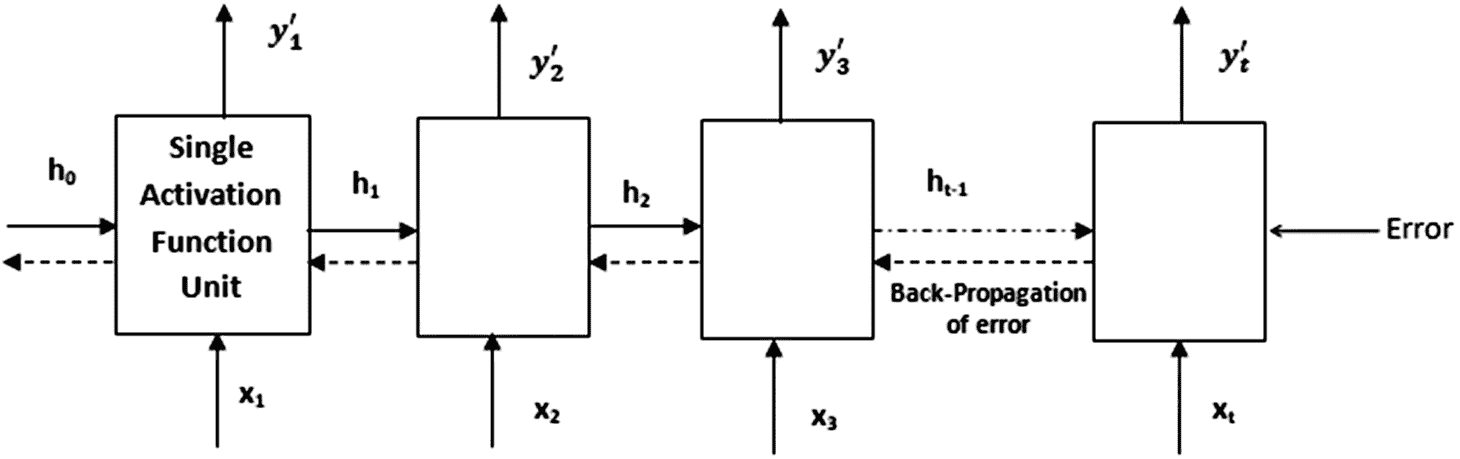 y′₁
y′₂
y′₃
y′ₜ
Single
Activation
Function
Unit
h₀
h₁
h₂
hₜ₋₁
Error
Back-Propagation
of error
x₁
x₂
x₃
xₜ